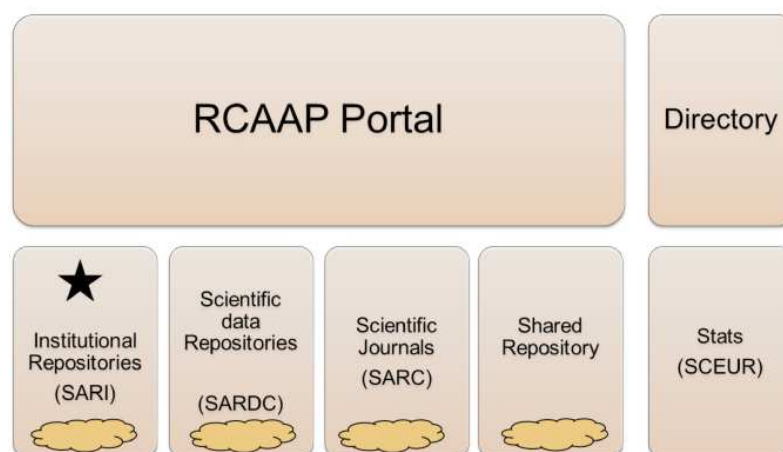 RCAAP Portal
Directory
Institutional
Repositories
(SARI)
Scientific
data
Repositories
(SARDC)
Scientific
Journals
(SARC)
Shared
Repository
Stats
(SCEUR)